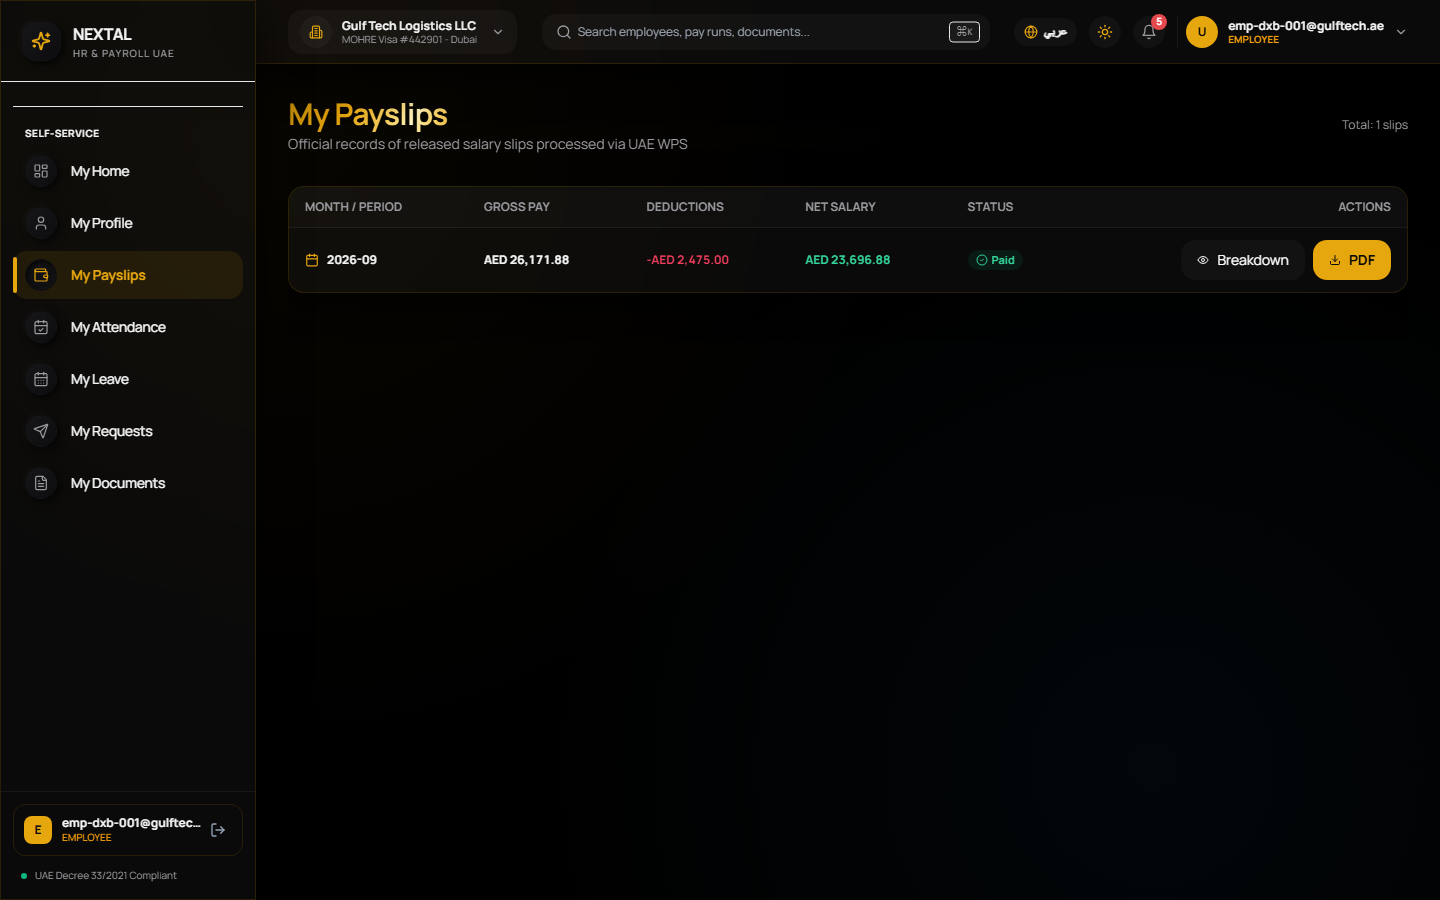 NEXTAL
HR & PAYROLL UAE
SELF-SERVICE
My Home
My Profile
My Payslips
My Attendance
My Leave
My Requests
My Documents
E
emp-dxb-001@gulftec...
EMPLOYEE
UAE Decree 33/2021 Compliant
Gulf Tech Logistics LLC
MOHRE Visa #442901 - Dubai
Search employees, pay runs, documents...
⌘K
عربي
5
U
emp-dxb-001@gulftech.ae
EMPLOYEE
My Payslips
Official records of released salary slips processed via UAE WPS
Total: 1 slips
MONTH / PERIOD GROSS PAY DEDUCTIONS NET SALARY STATUS ACTIONS
2026-09 AED 26,171.88 -AED 2,475.00 AED 23,696.88 Paid Breakdown PDF